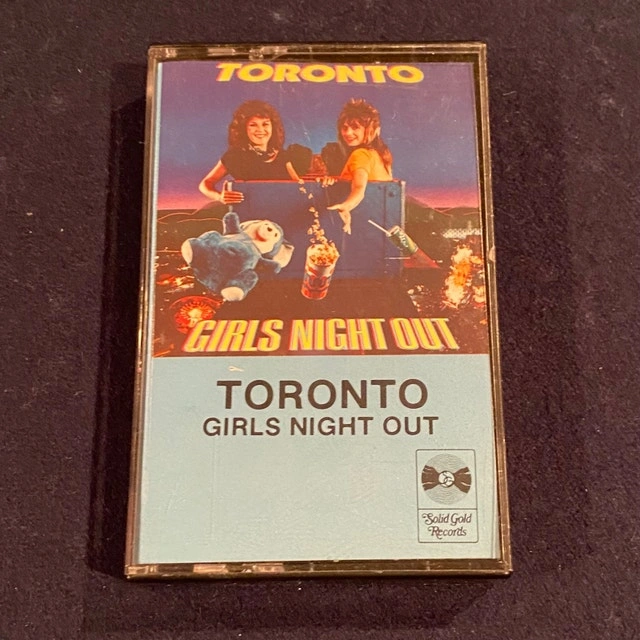 TORONTO
GIRLS NIGHT OUT
TORONTO
GIRLS NIGHT OUT
Solid Gold
Records